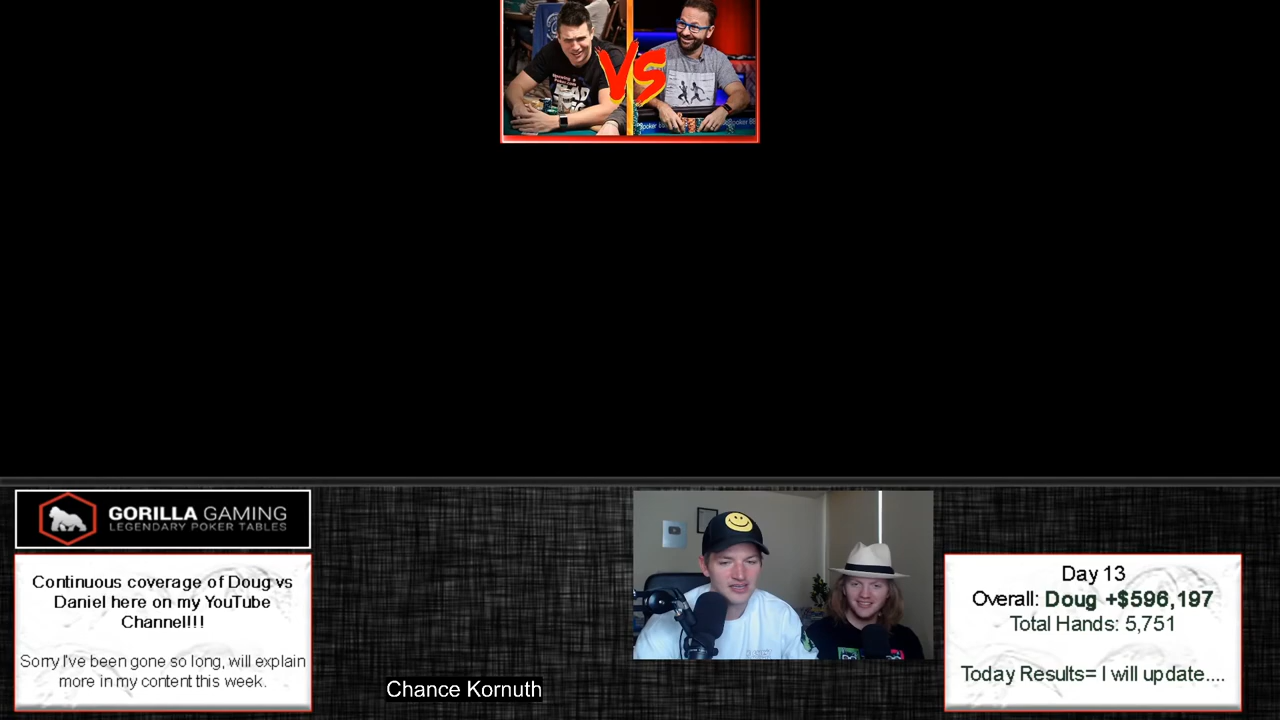 VS
GORILLA GAMING
LEGENDARY POKER TABLES
Continuous coverage of Doug vs
Daniel here on my YouTube
Channel!!!
Sorry I've been gone so long, will explain
more in my content this week.
Chance Kornuth
Day 13
Overall: Doug +$596,197
Total Hands: 5,751
Today Results= I will update....